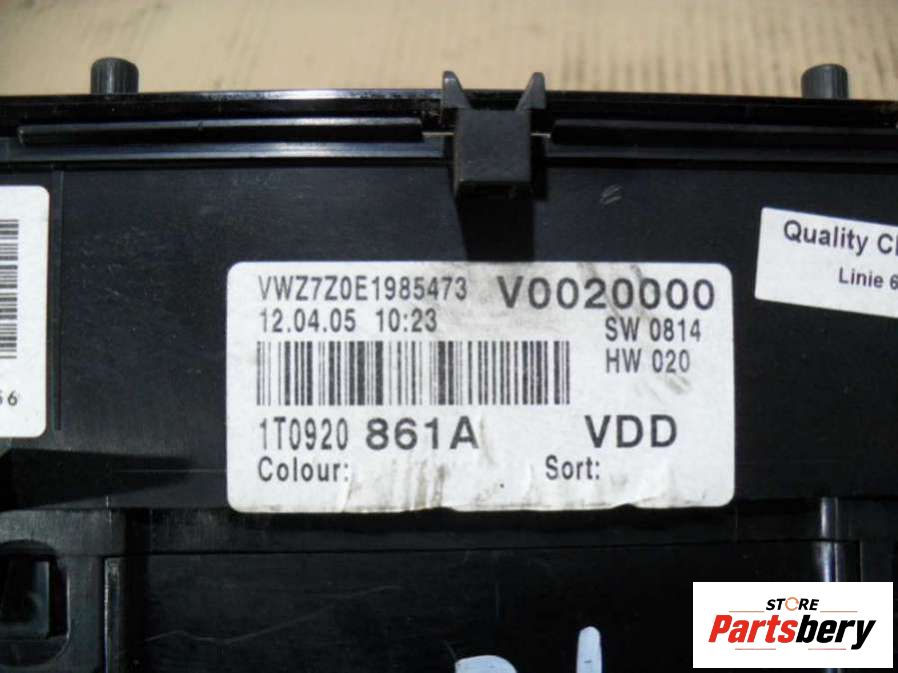 VWZ7Z0E1985473 V0020000
12.04.05 10:23 SW 0814
HW 020
1T0920 861A VDD
Colour: Sort:
Quality
Linie 6
STORE
Partsbery